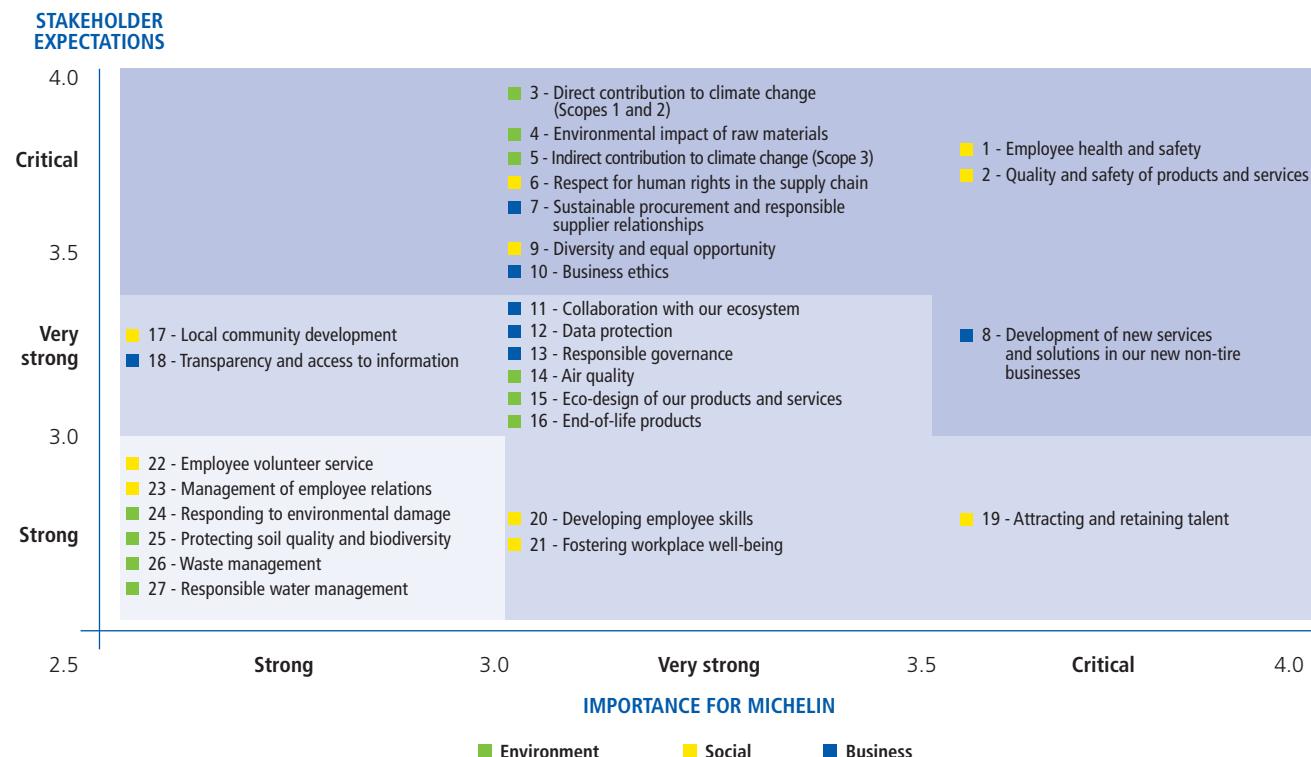 STAKEHOLDER
EXPECTATIONS
4.0
Critical
3.5
Very
strong
3.0
Strong
2.5
3 - Direct contribution to climate change
(Scopes 1 and 2)
4 - Environmental impact of raw materials
5 - Indirect contribution to climate change (Scope 3)
6 - Respect for human rights in the supply chain
7 - Sustainable procurement and responsible
supplier relationships
9 - Diversity and equal opportunity
10 - Business ethics
1 - Employee health and safety
2 - Quality and safety of products and services
17 - Local community development
18 - Transparency and access to information
11 - Collaboration with our ecosystem
12 - Data protection
13 - Responsible governance
14 - Air quality
15 - Eco-design of our products and services
16 - End-of-life products
8 - Development of new services
and solutions in our new non-tire
businesses
22 - Employee volunteer service
23 - Management of employee relations
24 - Responding to environmental damage
25 - Protecting soil quality and biodiversity
26 - Waste management
27 - Responsible water management
20 - Developing employee skills
21 - Fostering workplace well-being
19 - Attracting and retaining talent
Strong
3.0
Very strong
3.5
Critical
4.0
IMPORTANCE FOR MICHELIN
Environment
Social
Business